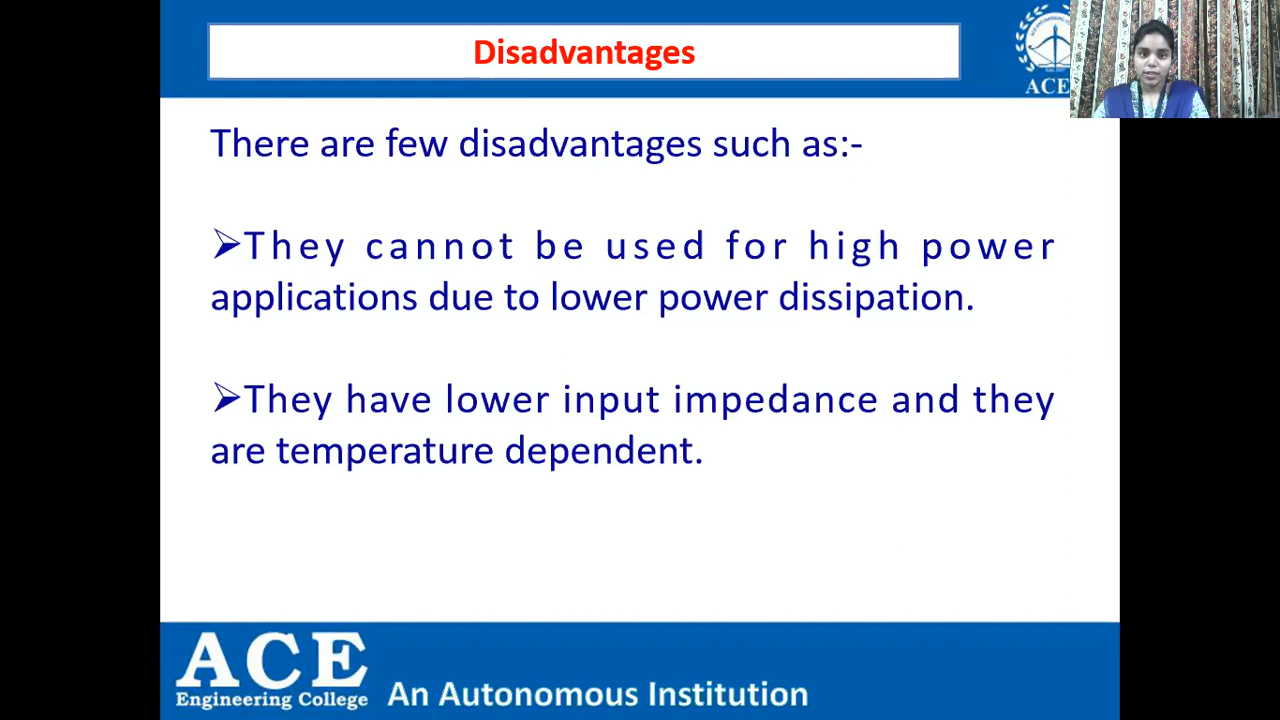 Disadvantages
ACE
There are few disadvantages such as:-
➢They cannot be used for high power
applications due to lower power dissipation.
➢They have lower input impedance and they
are temperature dependent.
ACE
Engineering College
An Autonomous Institution